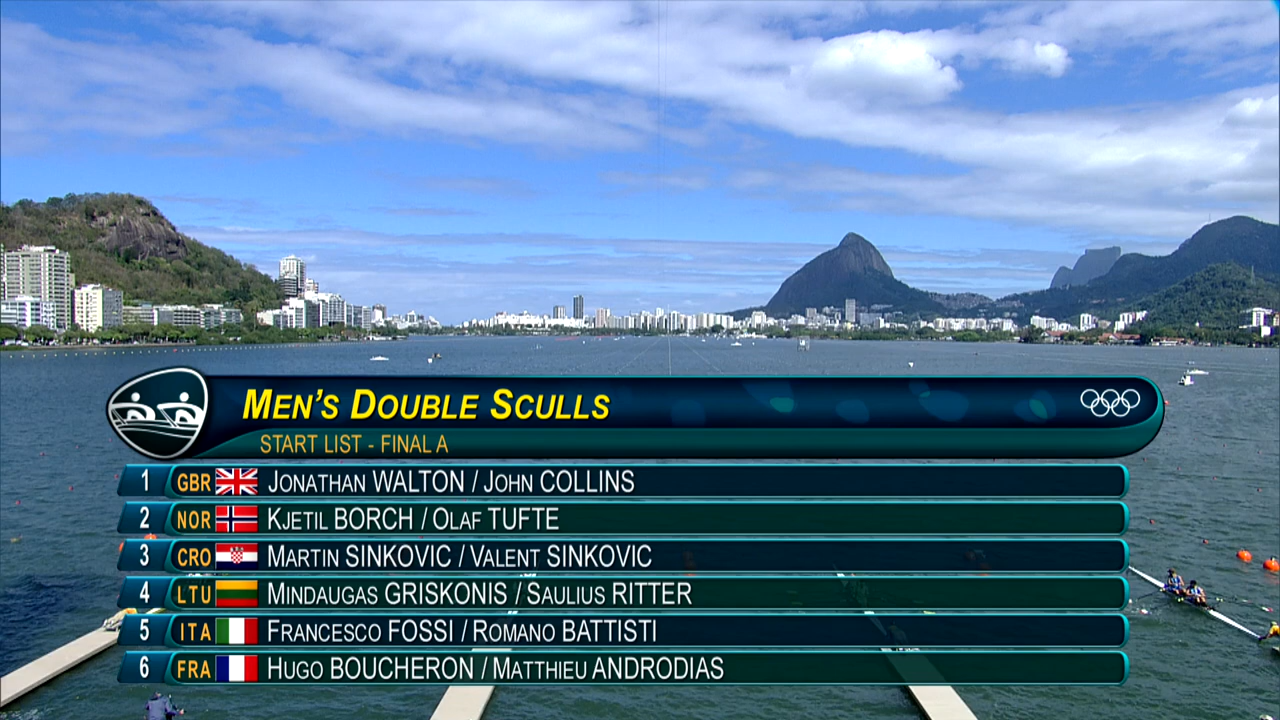 MEN'S DOUBLE SCULLS
START LIST - FINAL A
1 GBR JONATHAN WALTON / JOHN COLLINS
2 NOR KJETIL BORCH / OLAF TUFTE
3 CRO MARTIN SINKOVIC / VALENT SINKOVIC
4 LTU MINDAUGAS GRISKONIS / SAULIUS RITTER
5 ITA FRANCESCO FOSSI / ROMANO BATTISTI
6 FRA HUGO BOUCHERON / MATTHIEU ANDRODIAS